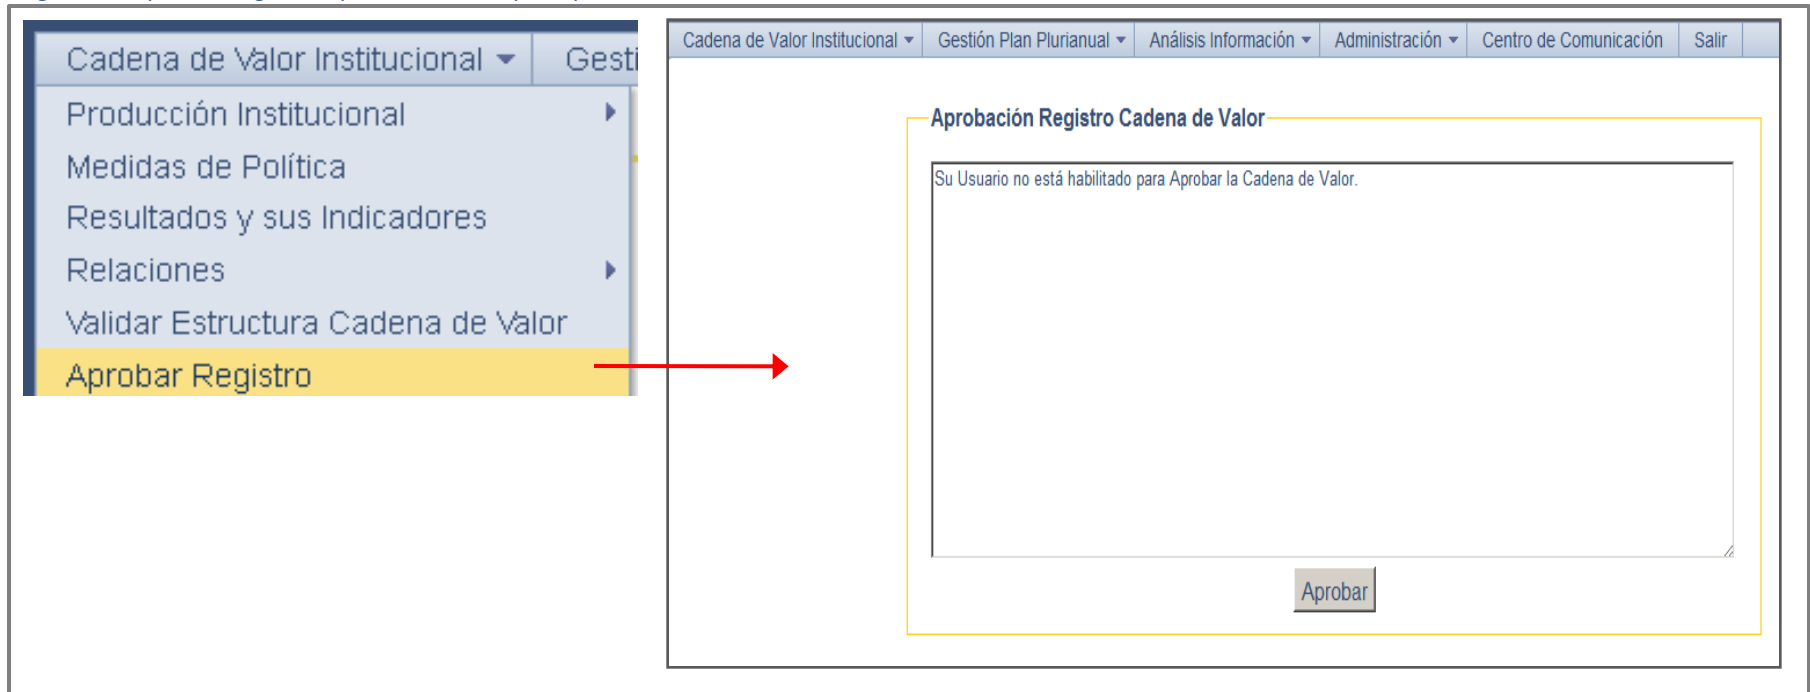 Cadena de Valor Institucional Gesti
Producción Institucional
Medidas de Política
Resultados y sus Indicadores
Relaciones
Validar Estructura Cadena de Valor
Aprobar Registro
Cadena de Valor Institucional Gestión Plan Plurianual Análisis Información Administración Centro de Comunicación Salir
Aprobación Registro Cadena de Valor
Su Usuario no está habilitado para Aprobar la Cadena de Valor.
Aprobar